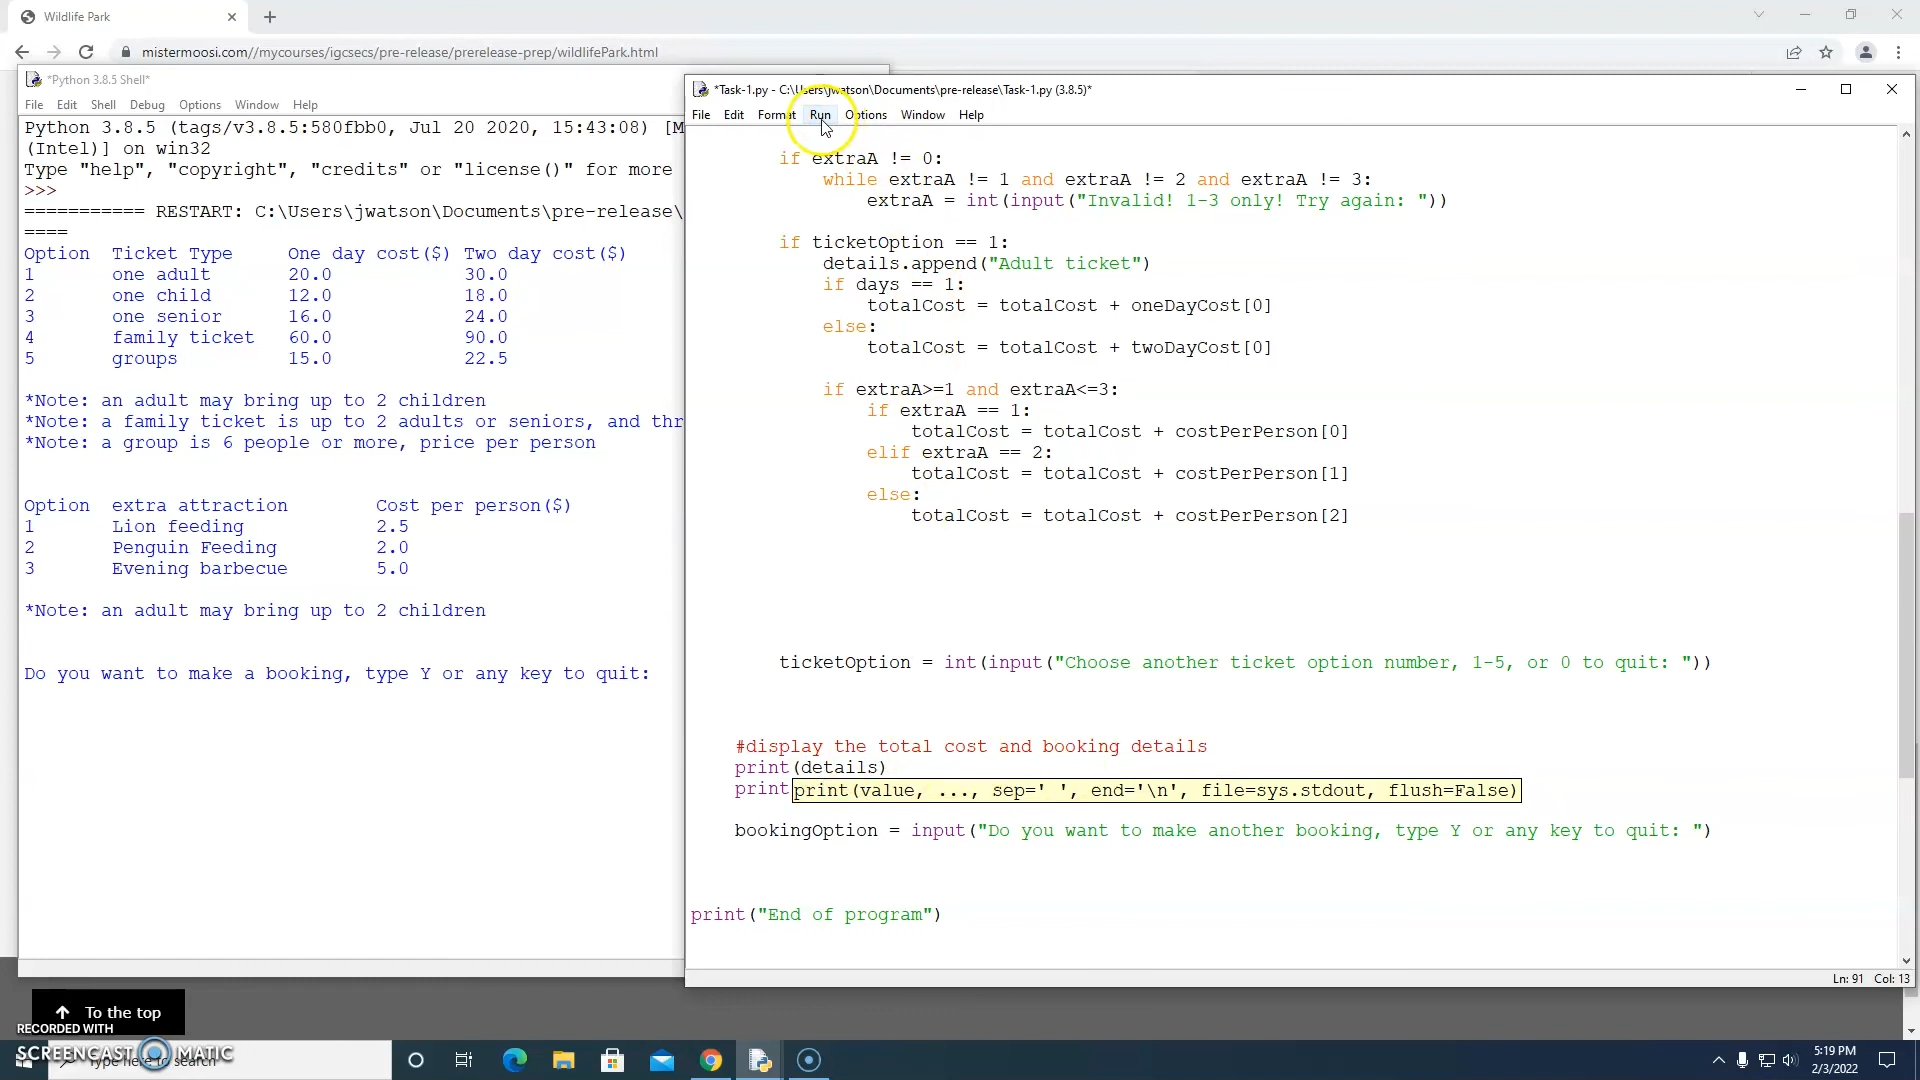 Wildlife Park
mistermoosi.com//mycourses/igcsecs/pre-release/prerelease-prep/wildlifePark.html
*Python 3.8.5 Shell*
File Edit Shell Debug Options Window Help
Python 3.8.5 (tags/v3.8.5:580fbb0, Jul 20 2020, 15:43:08) [M
(Intel)] on win32
Type "help", "copyright", "credits" or "license()" for more
>>>
=========== RESTART: C:\Users\jwatson\Documents\pre-release\
====
Option Ticket Type One day cost($) Two day cost($)
1 one adult 20.0 30.0
2 one child 12.0 18.0
3 one senior 16.0 24.0
4 family ticket 60.0 90.0
5 groups 15.0 22.5
*Note: an adult may bring up to 2 children
*Note: a family ticket is up to 2 adults or seniors, and thr
*Note: a group is 6 people or more, price per person
Option extra attraction Cost per person($)
1 Lion feeding 2.5
2 Penguin Feeding 2.0
3 Evening barbecue 5.0
*Note: an adult may bring up to 2 children
Do you want to make a booking, type Y or any key to quit:
*Task-1.py - C:\Users\jwatson\Documents\pre-release\Task-1.py (3.8.5)*
File Edit Format Run Options Window Help
if extraA != 0:
while extraA != 1 and extraA != 2 and extraA != 3:
extraA = int(input("Invalid! 1-3 only! Try again: "))
if ticketOption == 1:
details.append("Adult ticket")
if days == 1:
totalCost = totalCost + oneDayCost[0]
else:
totalCost = totalCost + twoDayCost[0]
if extraA>=1 and extraA<=3:
if extraA == 1:
totalCost = totalCost + costPerPerson[0]
elif extraA == 2:
totalCost = totalCost + costPerPerson[1]
else:
totalCost = totalCost + costPerPerson[2]
ticketOption = int(input("Choose another ticket option number, 1-5, or 0 to quit: "))
#display the total cost and booking details
print(details)
print print(value, ..., sep=' ', end='\n', file=sys.stdout, flush=False)
bookingOption = input("Do you want to make another booking, type Y or any key to quit: ")
print("End of program")
Ln: 91 Col: 13
To the top
RECORDED WITH
SCREENCAST MATIC
Type here to search
5:19 PM
2/3/2022